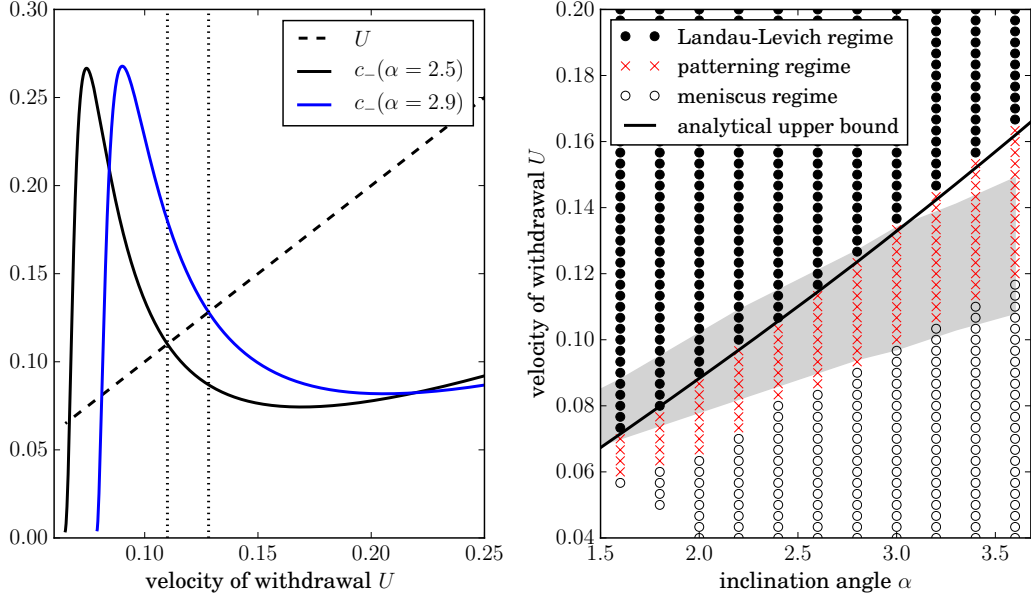 0.30
0.25
0.20
0.15
0.10
0.05
0.00
0.10
0.15
0.20
0.25
velocity of withdrawal U
U
c₋(α = 2.5)
c₋(α = 2.9)
0.20
0.18
0.16
0.14
0.12
0.10
0.08
0.06
0.04
velocity of withdrawal U
1.5
2.0
2.5
3.0
3.5
inclination angle α
Landau-Levich regime
patterning regime
meniscus regime
analytical upper bound